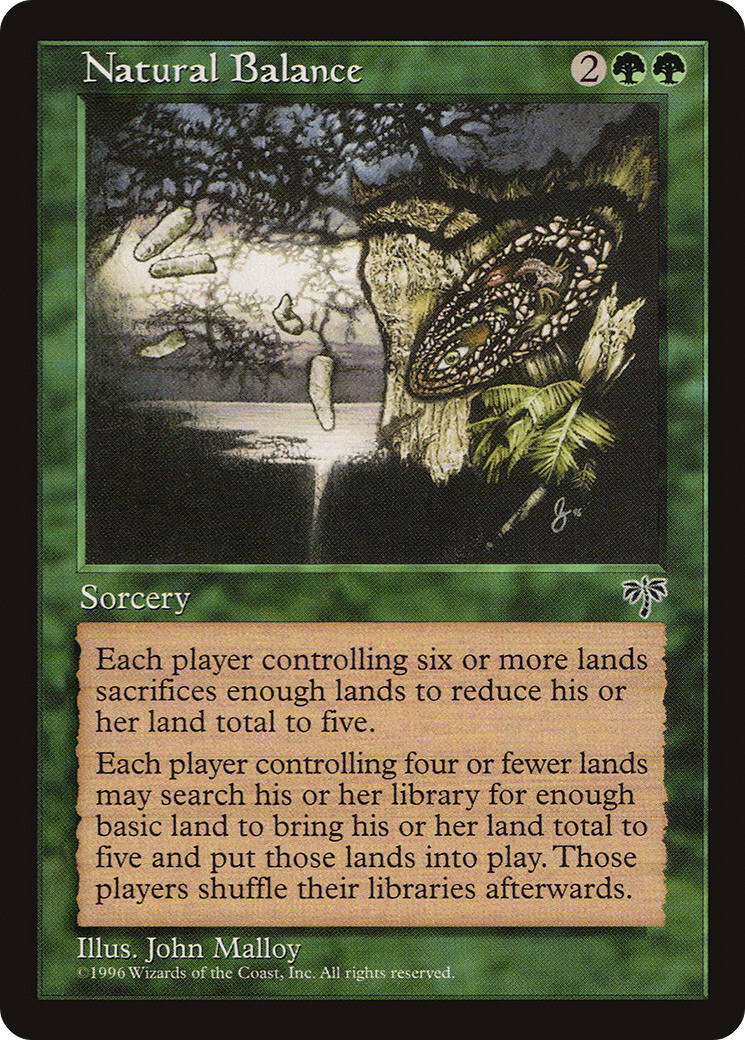 Natural Balance 2
Sorcery
Each player controlling six or more lands
sacrifices enough lands to reduce his or
her land total to five.
Each player controlling four or fewer lands
may search his or her library for enough
basic land to bring his or her land total to
five and put those lands into play. Those
players shuffle their libraries afterwards.
Illus. John Malloy
©1996 Wizards of the Coast, Inc. All rights reserved.